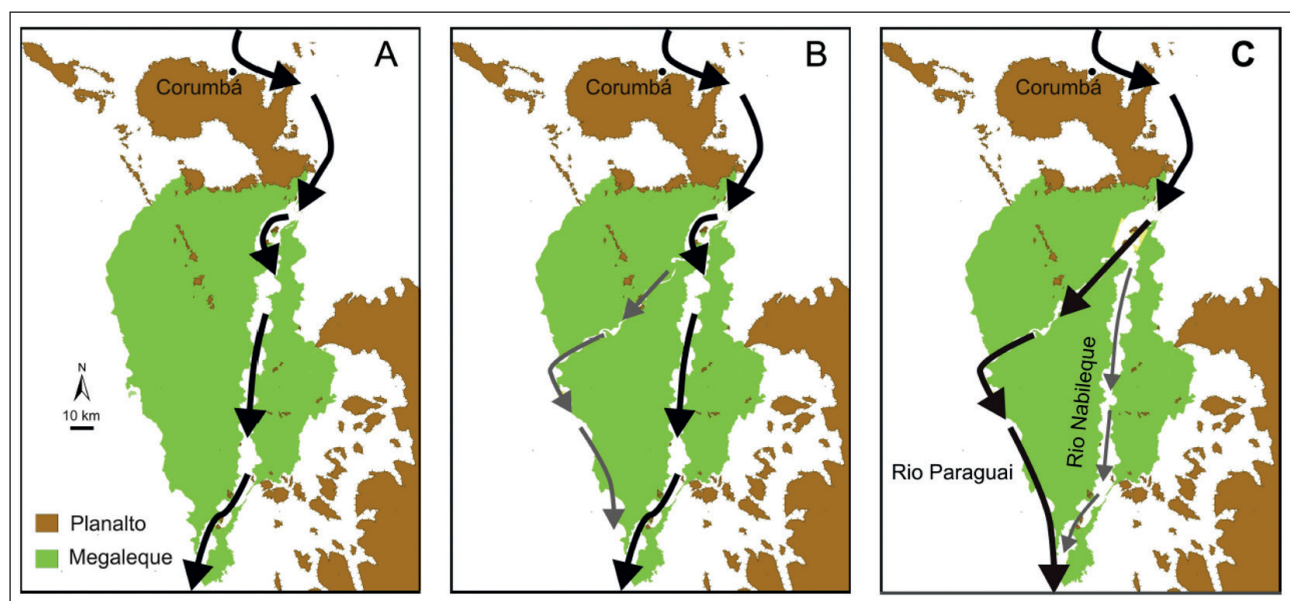 A
Corumbá
N
10 km
Planalto
Megaleque
B
Corumbá
C
Corumbá
Rio Nabileque
Rio Paraguai